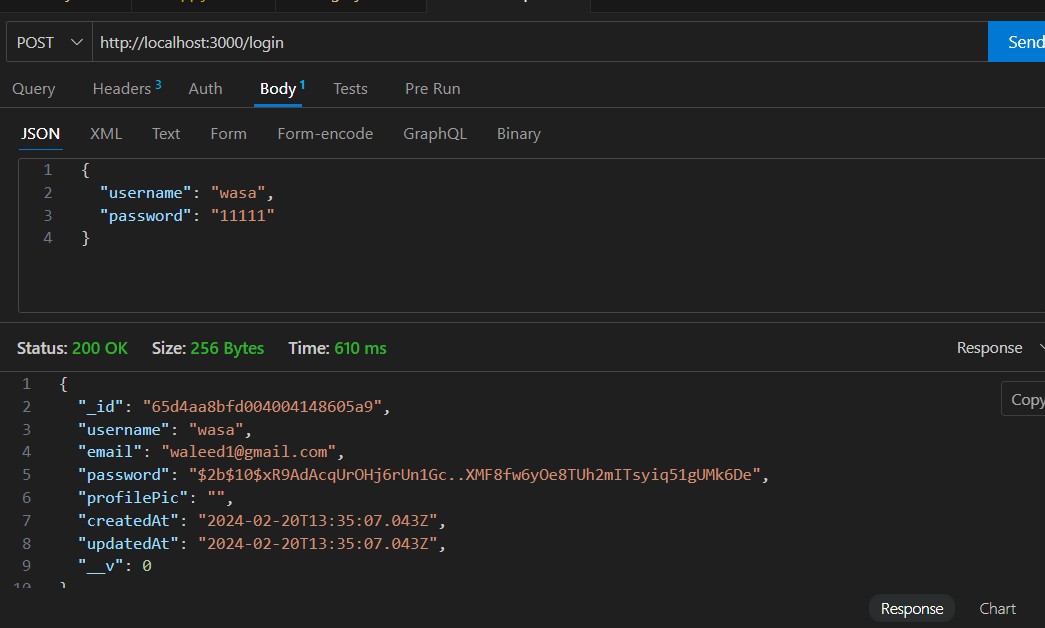 POST http://localhost:3000/login Send
Query Headers 3 Auth Body 1 Tests Pre Run
JSON XML Text Form Form-encode GraphQL Binary
1 {
2 "username": "wasa",
3 "password": "11111"
4 }
Status: 200 OK Size: 256 Bytes Time: 610 ms Response
1 {
Copy
2 "_id": "65d4aa8bfd004004148605a9",
3 "username": "wasa",
4 "email": "waleed1@gmail.com",
5 "password": "$2b$10$xR9AdAcqUrOHj6rUn1Gc..XMF8fw6yOe8TUh2mITsyiq51gUMk6De",
6 "profilePic": "",
7 "createdAt": "2024-02-20T13:35:07.043Z",
8 "updatedAt": "2024-02-20T13:35:07.043Z",
9 "__v": 0
10 }
Response Chart